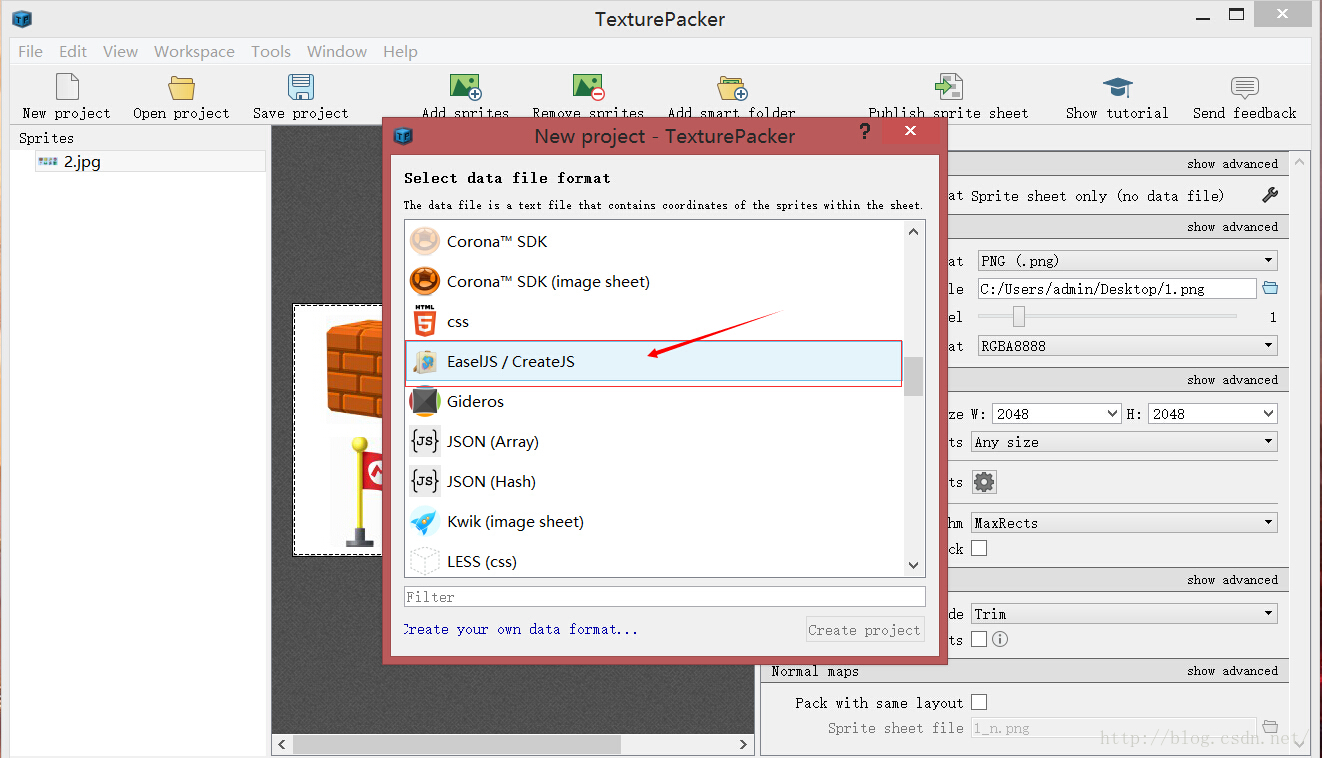 TexturePacker
File Edit View Workspace Tools Window Help
New project Open project Save project Add sprites Remove sprites Add smart folder Publish sprite sheet Show tutorial Send feedback
Sprites
2.jpg
New project - TexturePacker ?
Select data file format
The data file is a text file that contains coordinates of the sprites within the sheet.
Corona™ SDK
Corona™ SDK (image sheet)
HTML
5
css
EaselJS / CreateJS
Gideros
{JS} JSON (Array)
{JS} JSON (Hash)
Kwik (image sheet)
LESS (css)
Filter
Create your own data format...
Create project
show advanced
at Sprite sheet only (no data file)
show advanced
at PNG (.png)
le C:/Users/admin/Desktop/1.png
el 1
at RGBA8888
show advanced
ze W: 2048 H: 2048
ts Any size
ts
hm MaxRects
ck
show advanced
de Trim
ts
Normal maps show advanced
Pack with same layout
Sprite sheet file 1_n.png
http://blog.csdn.net/